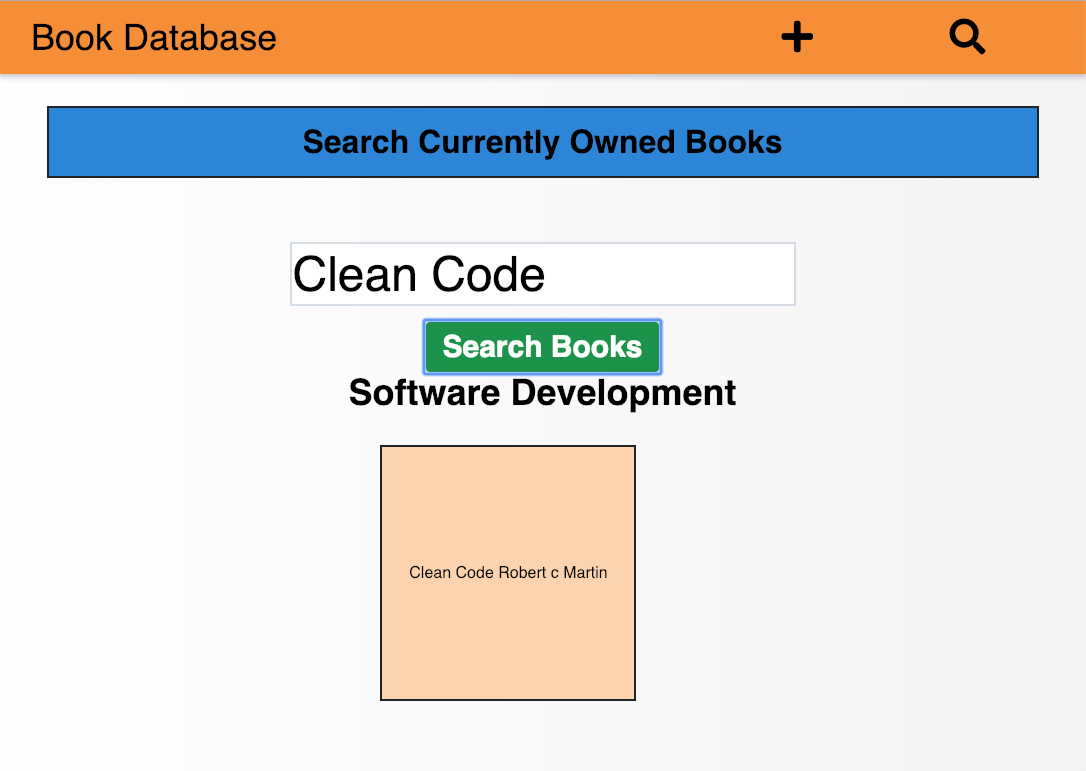 Book Database
Search Currently Owned Books
Clean Code
Search Books
Software Development
Clean Code Robert c Martin